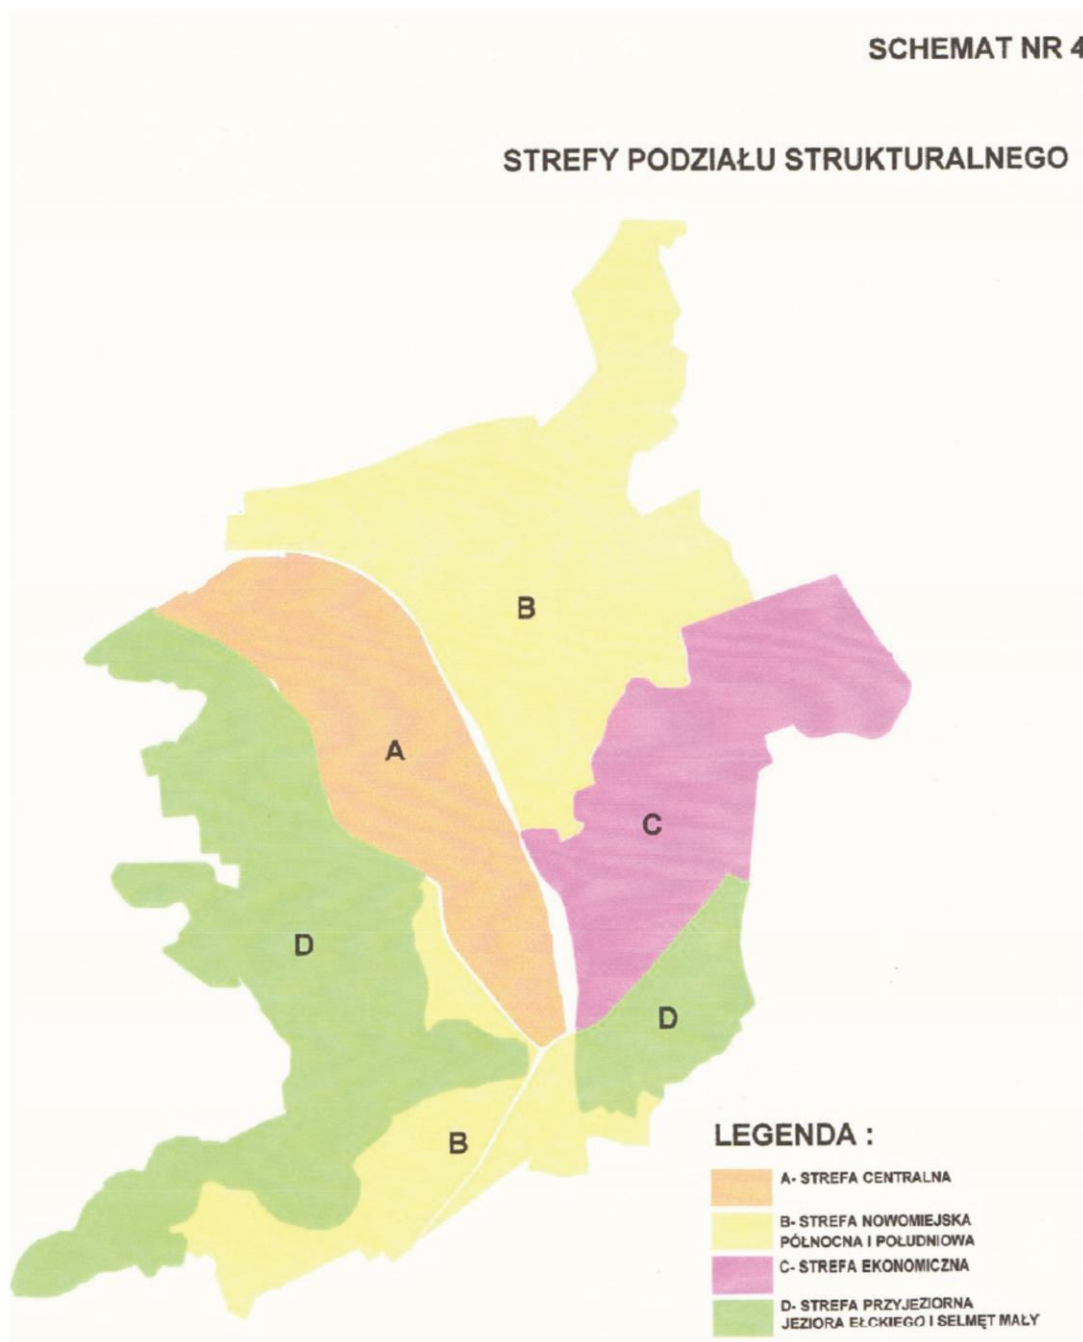 SCHEMAT NR 4
STREFY PODZIAŁU STRUKTURALNEGO
B
A
C
D
D
B
LEGENDA :
A- STREFA CENTRALNA
B- STREFA NOWOMIEJSKA
PÓŁNOCNA I POŁUDNIOWA
C- STREFA EKONOMICZNA
D- STREFA PRZYJEZIORNA
JEZIORA EŁCKIEGO I SELMĘT MAŁY